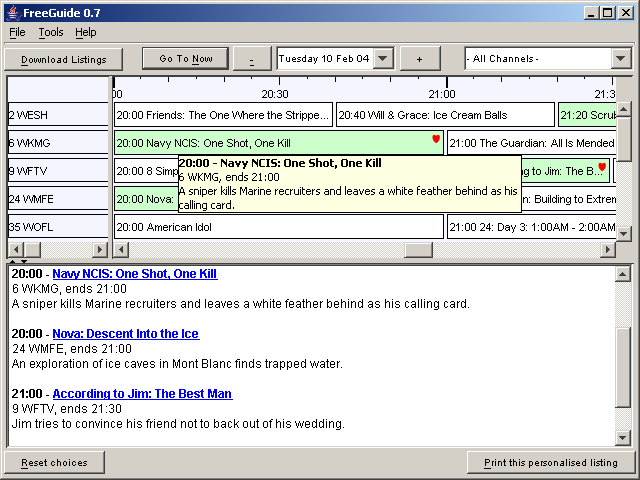 FreeGuide 0.7
File Tools Help
Download Listings Go To Now - Tuesday 10 Feb 04 + - All Channels -
:00 20:30 21:00 21:3
2 WESH 20:00 Friends: The One Where the Strippe... 20:40 Will & Grace: Ice Cream Balls 21:20 Scru
6 WKMG 20:00 Navy NCIS: One Shot, One Kill 21:00 The Guardian: All Is Mended
20:00 - Navy NCIS: One Shot, One Kill
6 WKMG, ends 21:00
A sniper kills Marine recruiters and leaves a white feather behind as his
calling card.
9 WFTV 20:00 8 Simp g to Jim: The B...
24 WMFE 20:00 Nova: n: Building to Extrem
35 WOFL 20:00 American Idol 21:00 24: Day 3: 1:00AM - 2:00AM
20:00 - Navy NCIS: One Shot, One Kill
6 WKMG, ends 21:00
A sniper kills Marine recruiters and leaves a white feather behind as his calling card.
20:00 - Nova: Descent Into the Ice
24 WMFE, ends 21:00
An exploration of ice caves in Mont Blanc finds trapped water.
21:00 - According to Jim: The Best Man
9 WFTV, ends 21:30
Jim tries to convince his friend not to back out of his wedding.
Reset choices Print this personalised listing